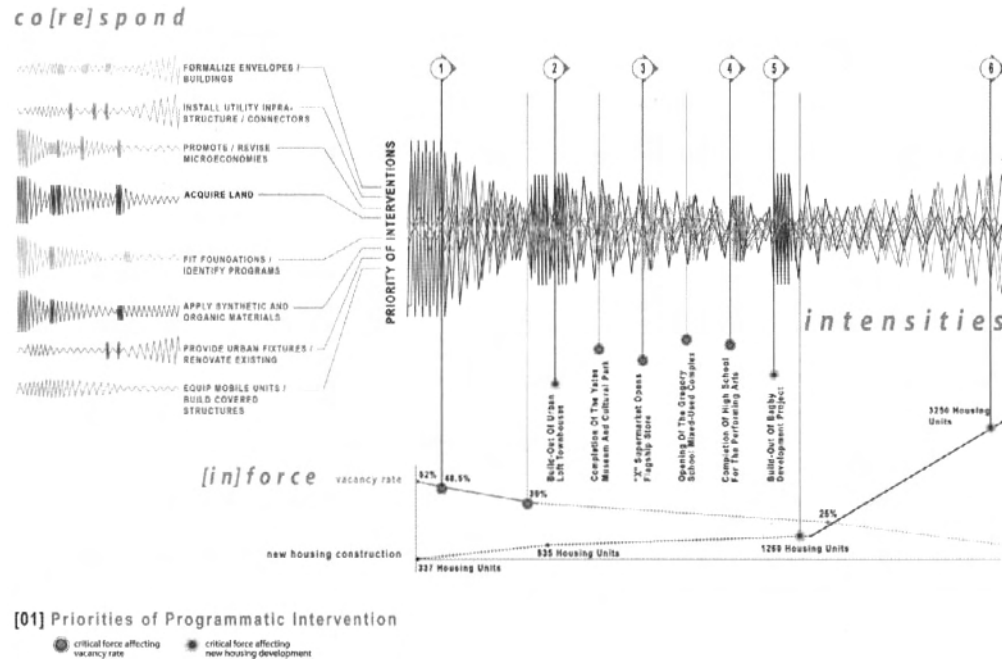 co[re]spond
FORMALIZE ENVELOPES /
BUILDINGS
INSTALL UTILITY INFRA-
STRUCTURE / CONNECTORS
PROMOTE / REVISE
MICROECONOMIES
ACQUIRE LAND
FIT FOUNDATIONS /
IDENTIFY PROGRAMS
APPLY SYNTHETIC AND
ORGANIC MATERIALS
PROVIDE URBAN FIXTURES /
RENOVATE EXISTING
EQUIP MOBILE UNITS /
BUILD COVERED
STRUCTURES
PRIORITY OF INTERVENTIONS
1
2
3
4
5
6
intensities
Build-Out Of Urban
Loft Townhouses
Completion Of The Yates
Museum And Cultural Park
"X" Supermarket Opens
Flagship Store
Opening Of The Gregory
School Mixed-Used Complex
Completion Of High School
For The Performing Arts
Build-Out Of Bagby
Development Project
3250 Housing
Units
[in]force
vacancy rate
52%
48.5%
39%
25%
new housing construction
337 Housing Units
535 Housing Units
1260 Housing Units
[01] Priorities of Programmatic Intervention
critical force affecting
vacancy rate
critical force affecting
new housing development